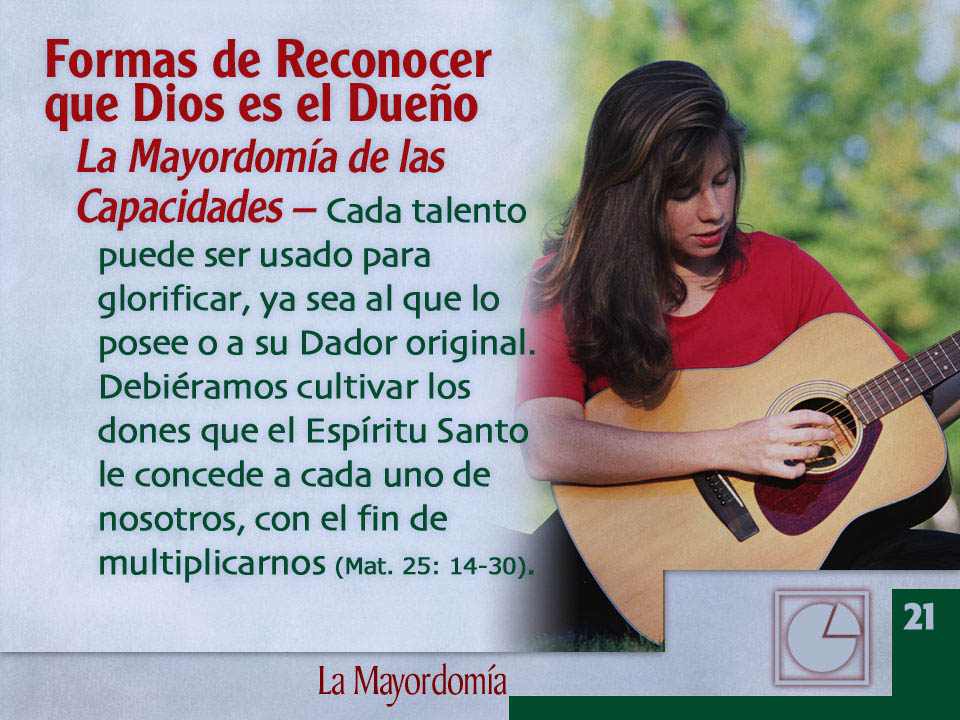 Formas de Reconocer
que Dios es el Dueño
La Mayordomía de las
Capacidades – Cada talento
puede ser usado para
glorificar, ya sea al que lo
posee o a su Dador original.
Debiéramos cultivar los
dones que el Espíritu Santo
le concede a cada uno de
nosotros, con el fin de
multiplicarnos (Mat. 25: 14-30).
21
La Mayordomía